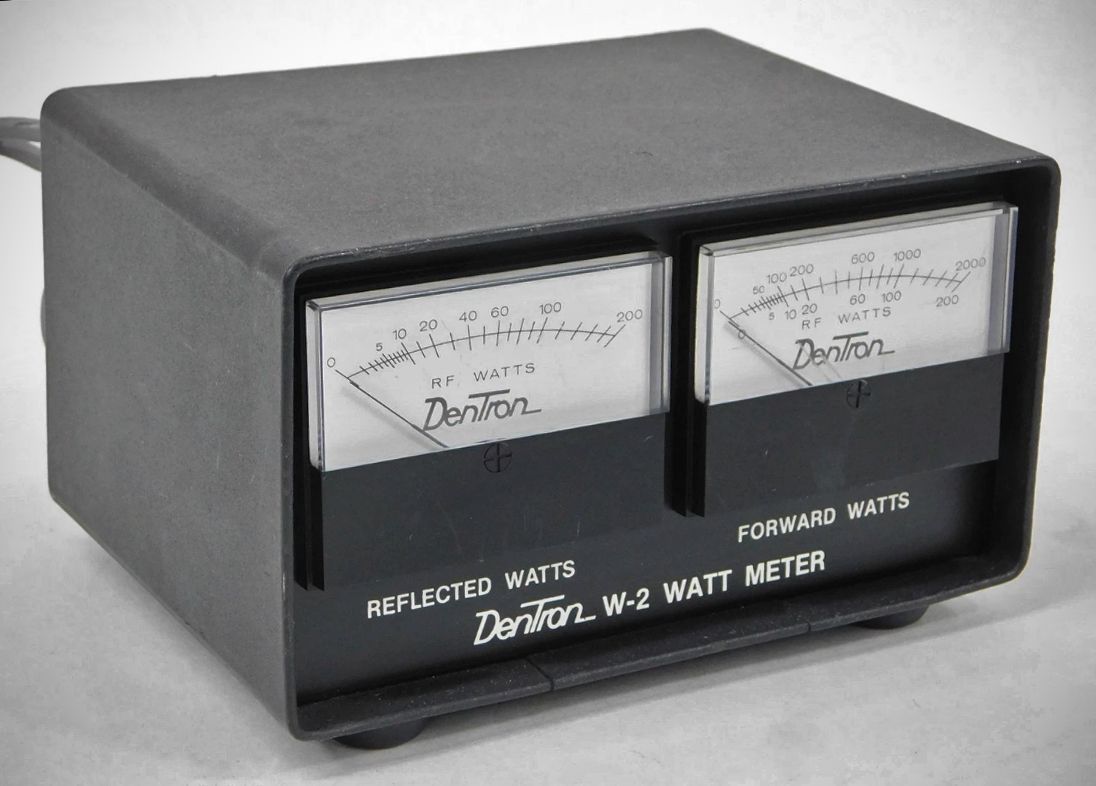 0 5 10 20 40 60 100 200
RF WATTS
DenTron
0 50 100 200 600 1000 2000
0 5 10 20 60 100 200
RF WATTS
DenTron
REFLECTED WATTS
FORWARD WATTS
DenTron W-2 WATT METER